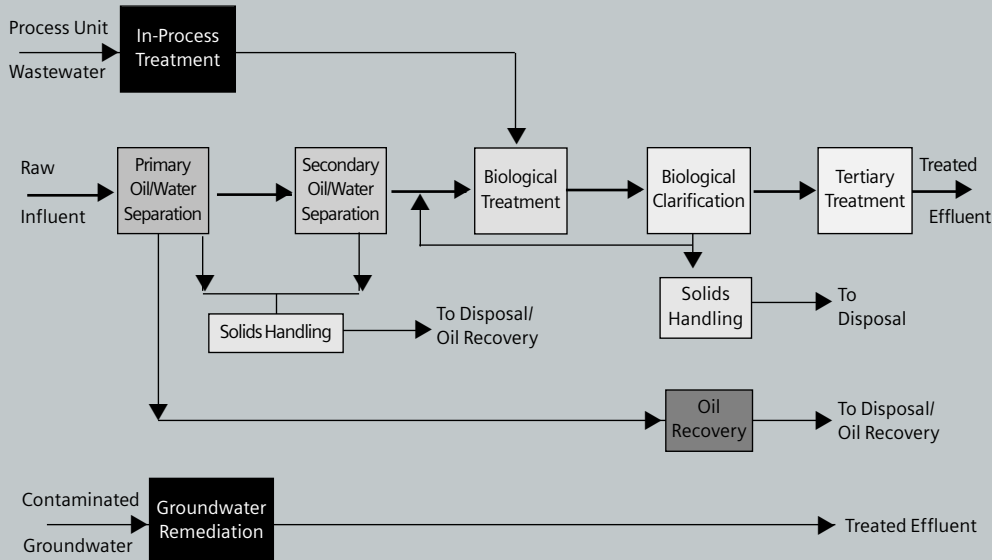 Process Unit
Wastewater
In-Process
Treatment
Raw
Influent
Primary
Oil/Water
Separation
Secondary
Oil/Water
Separation
Biological
Treatment
Biological
Clarification
Tertiary
Treatment
Treated
Effluent
Solids Handling
To Disposal/
Oil Recovery
Solids
Handling
To
Disposal
Oil
Recovery
To Disposal/
Oil Recovery
Contaminated
Groundwater
Groundwater
Remediation
Treated Effluent